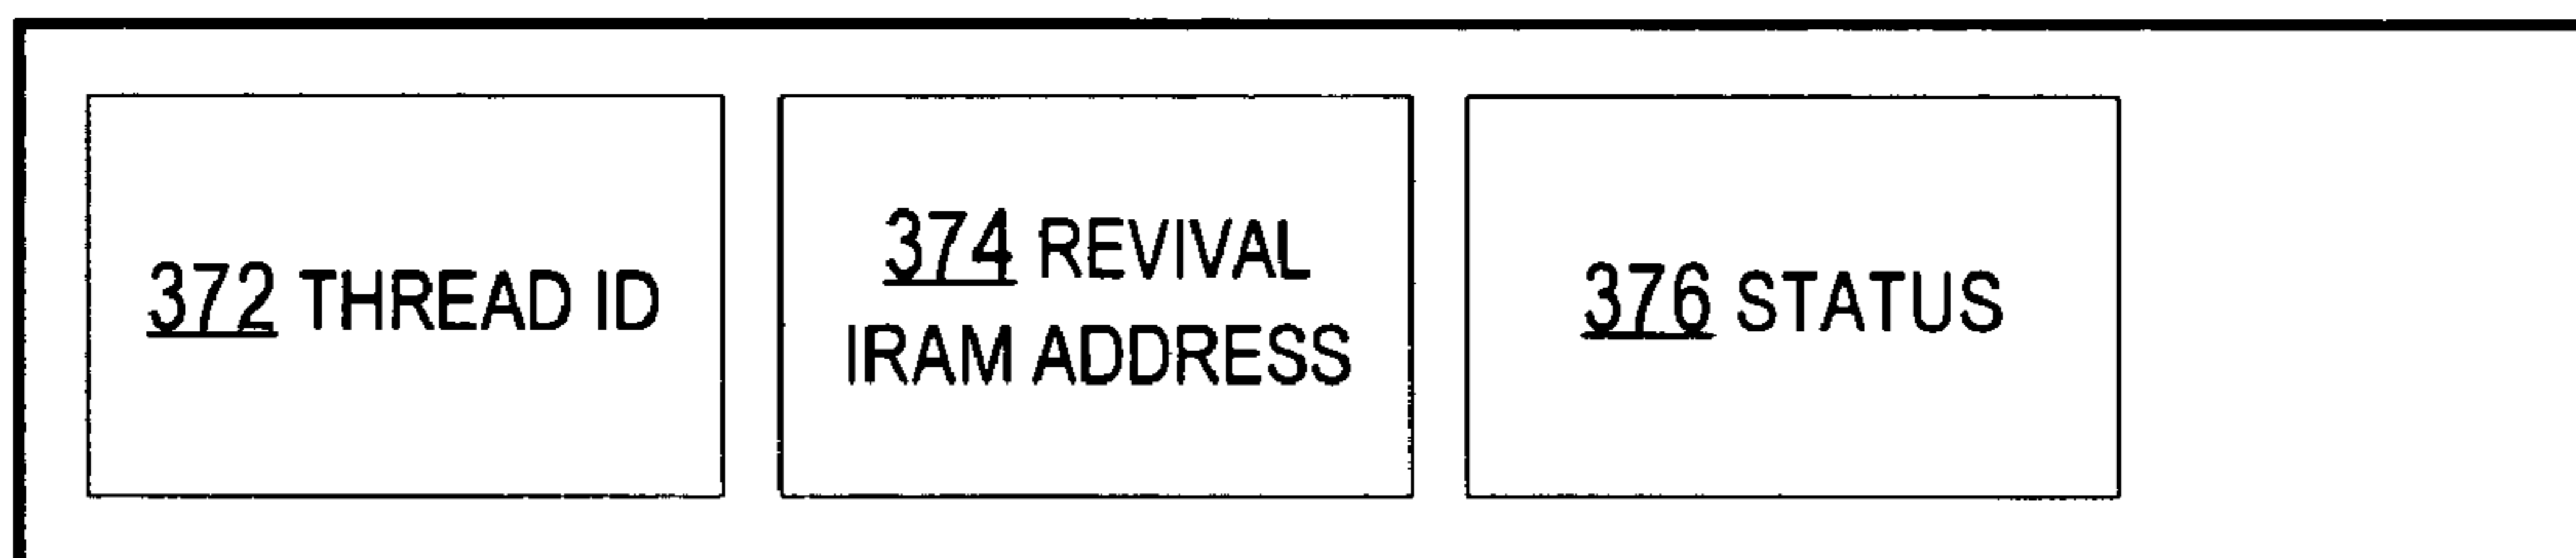 372 THREAD ID
374 REVIVAL
IRAM ADDRESS
376 STATUS